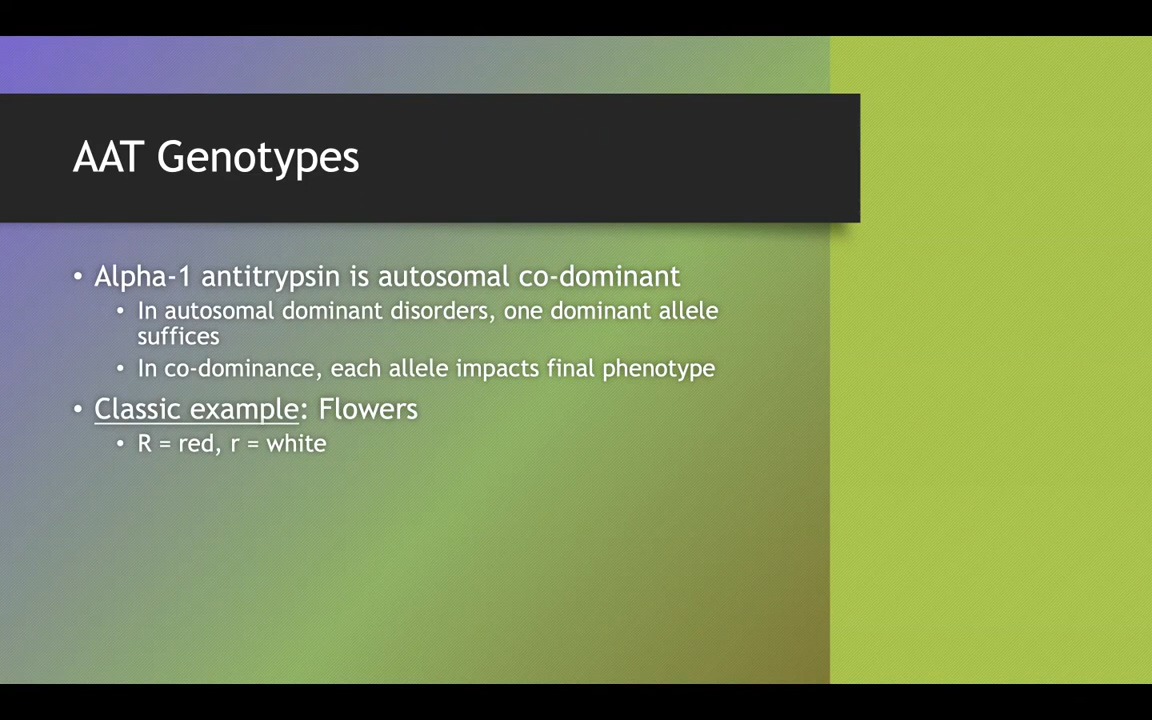 AAT Genotypes
• Alpha-1 antitrypsin is autosomal co-dominant
• In autosomal dominant disorders, one dominant allele
suffices
• In co-dominance, each allele impacts final phenotype
• Classic example: Flowers
• R = red, r = white